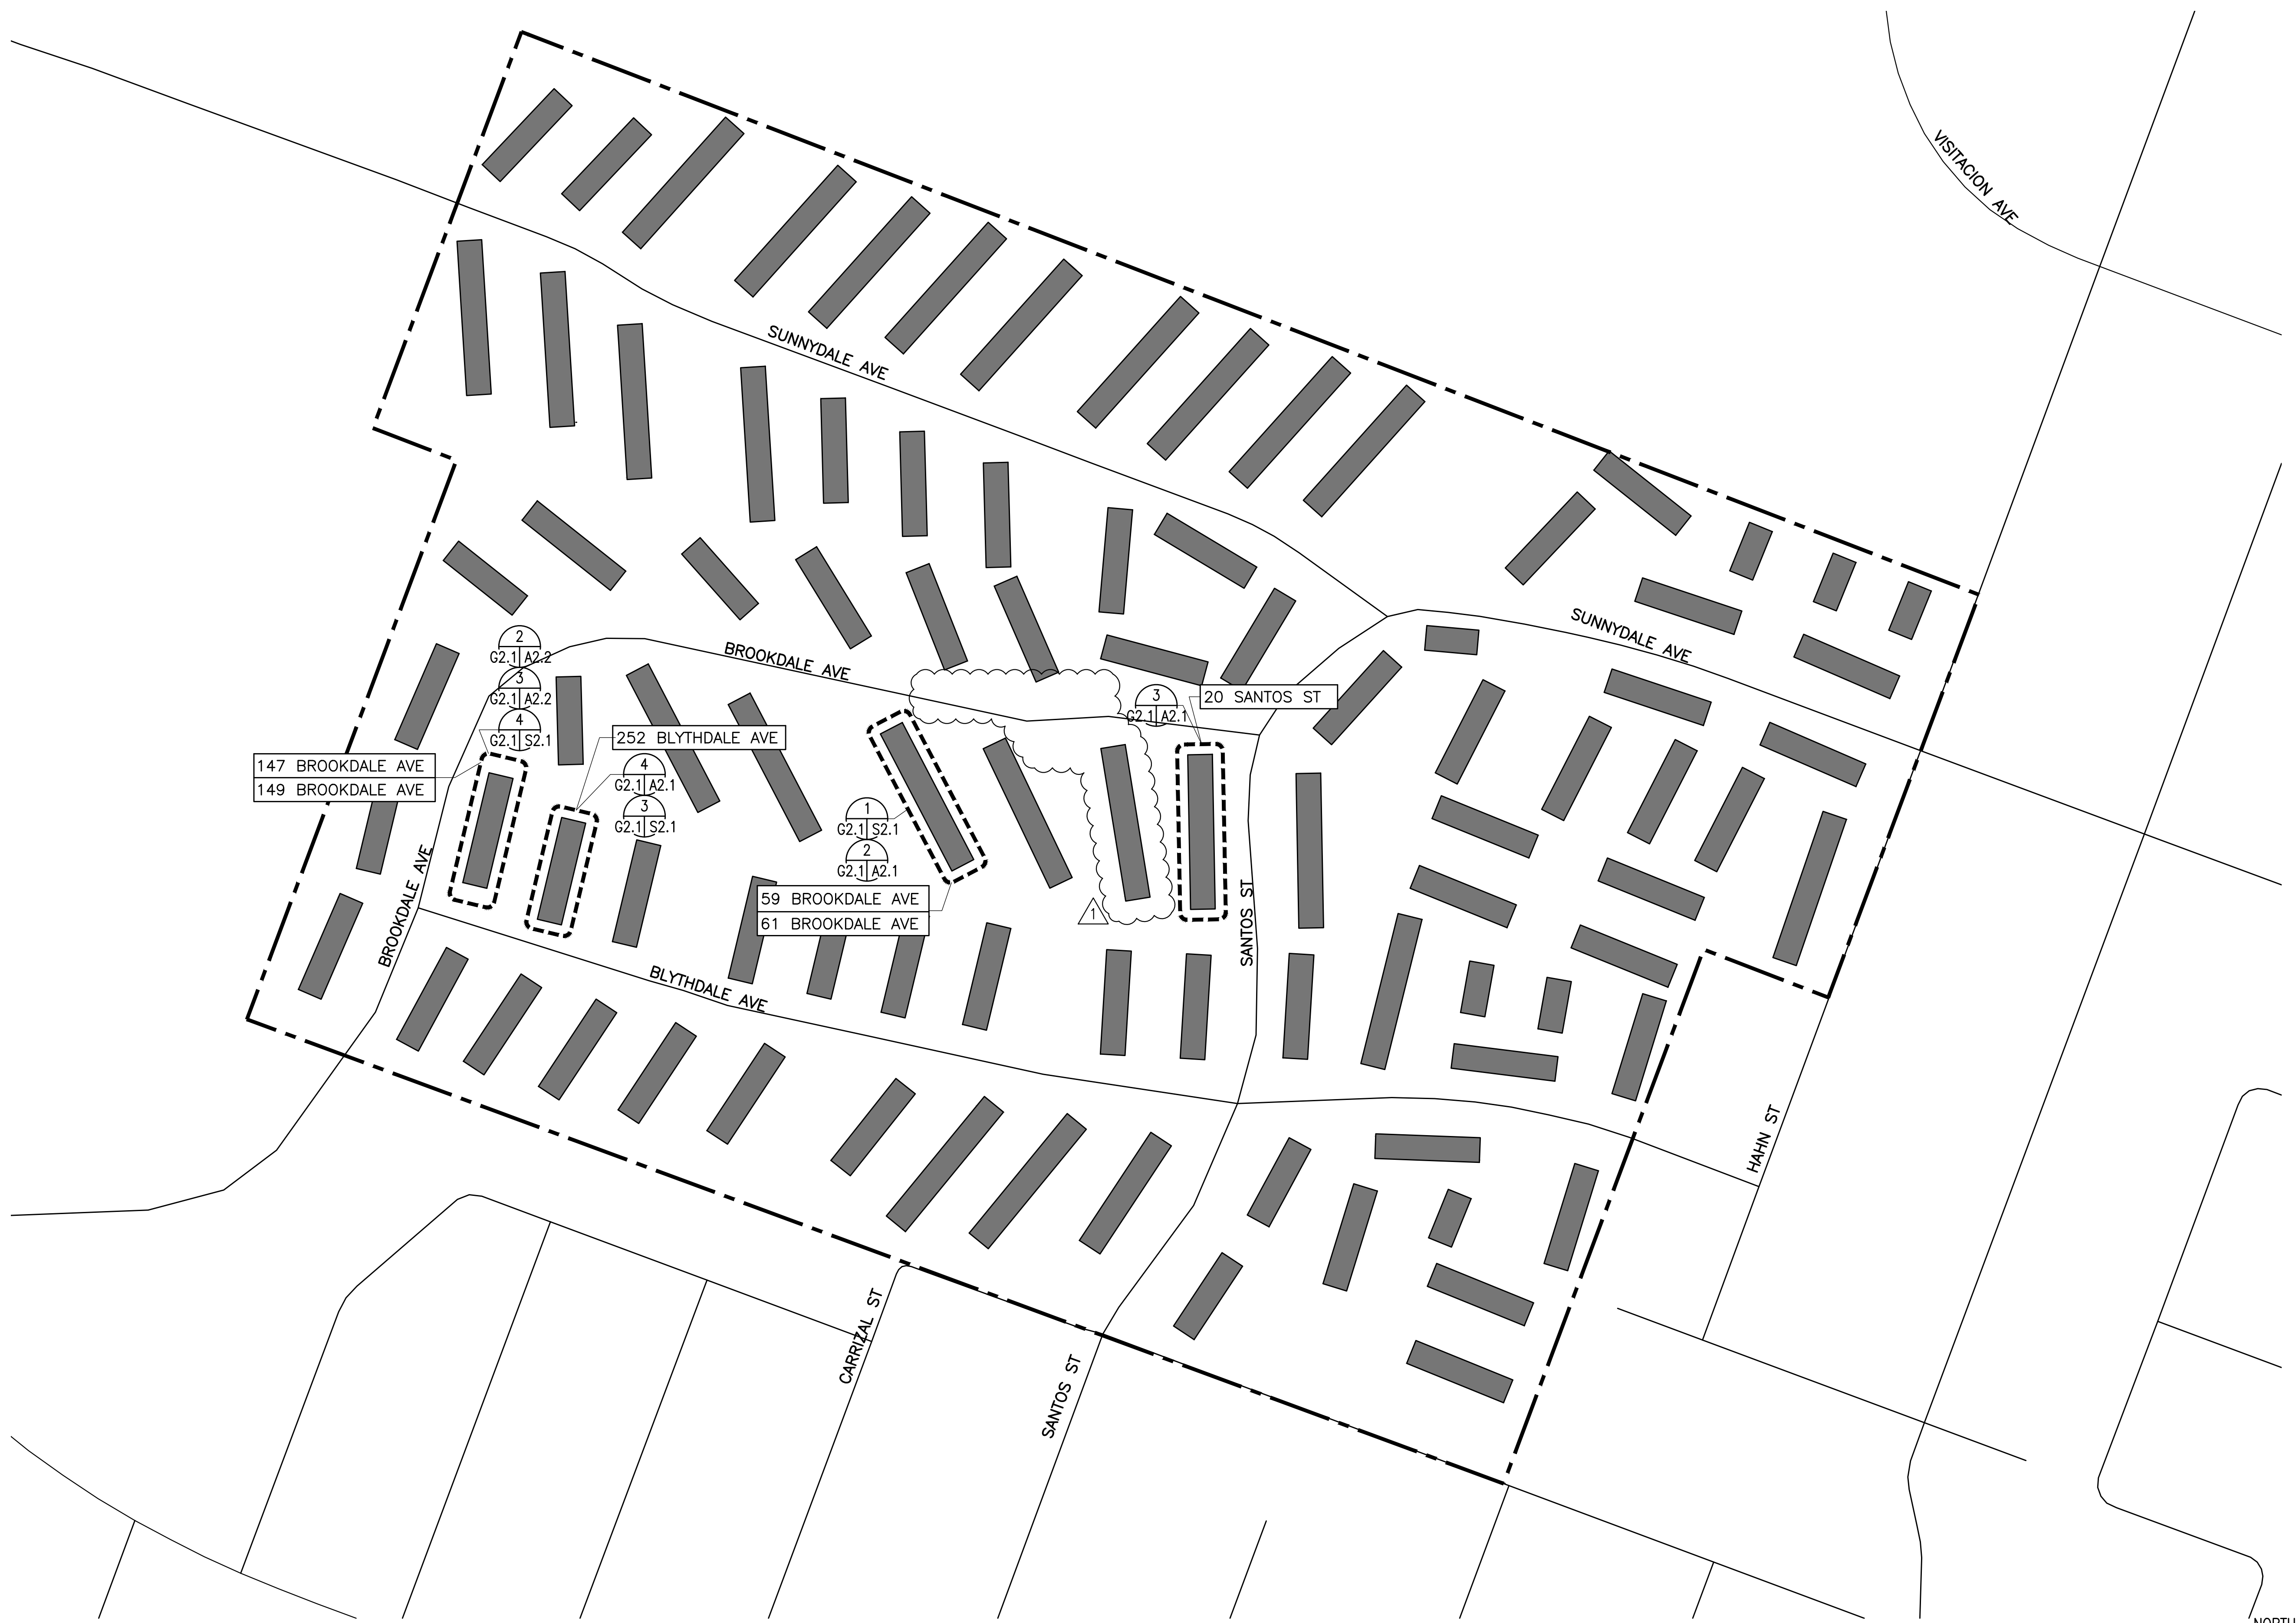 VISITACION AVE
SUNNYDALE AVE
SUNNYDALE AVE
BROOKDALE AVE
2
G2.1 A2.2
3
G2.1 A2.2
4
G2.1 S2.1
3
G2.1 A2.1
20 SANTOS ST
252 BLYTHDALE AVE
147 BROOKDALE AVE
149 BROOKDALE AVE
4
G2.1 A2.1
3
G2.1 S2.1
1
G2.1 S2.1
2
G2.1 A2.1
59 BROOKDALE AVE
61 BROOKDALE AVE
1
BROOKDALE AVE
SANTOS ST
BLYTHDALE AVE
HAHN ST
CARRIZAL ST
SANTOS ST